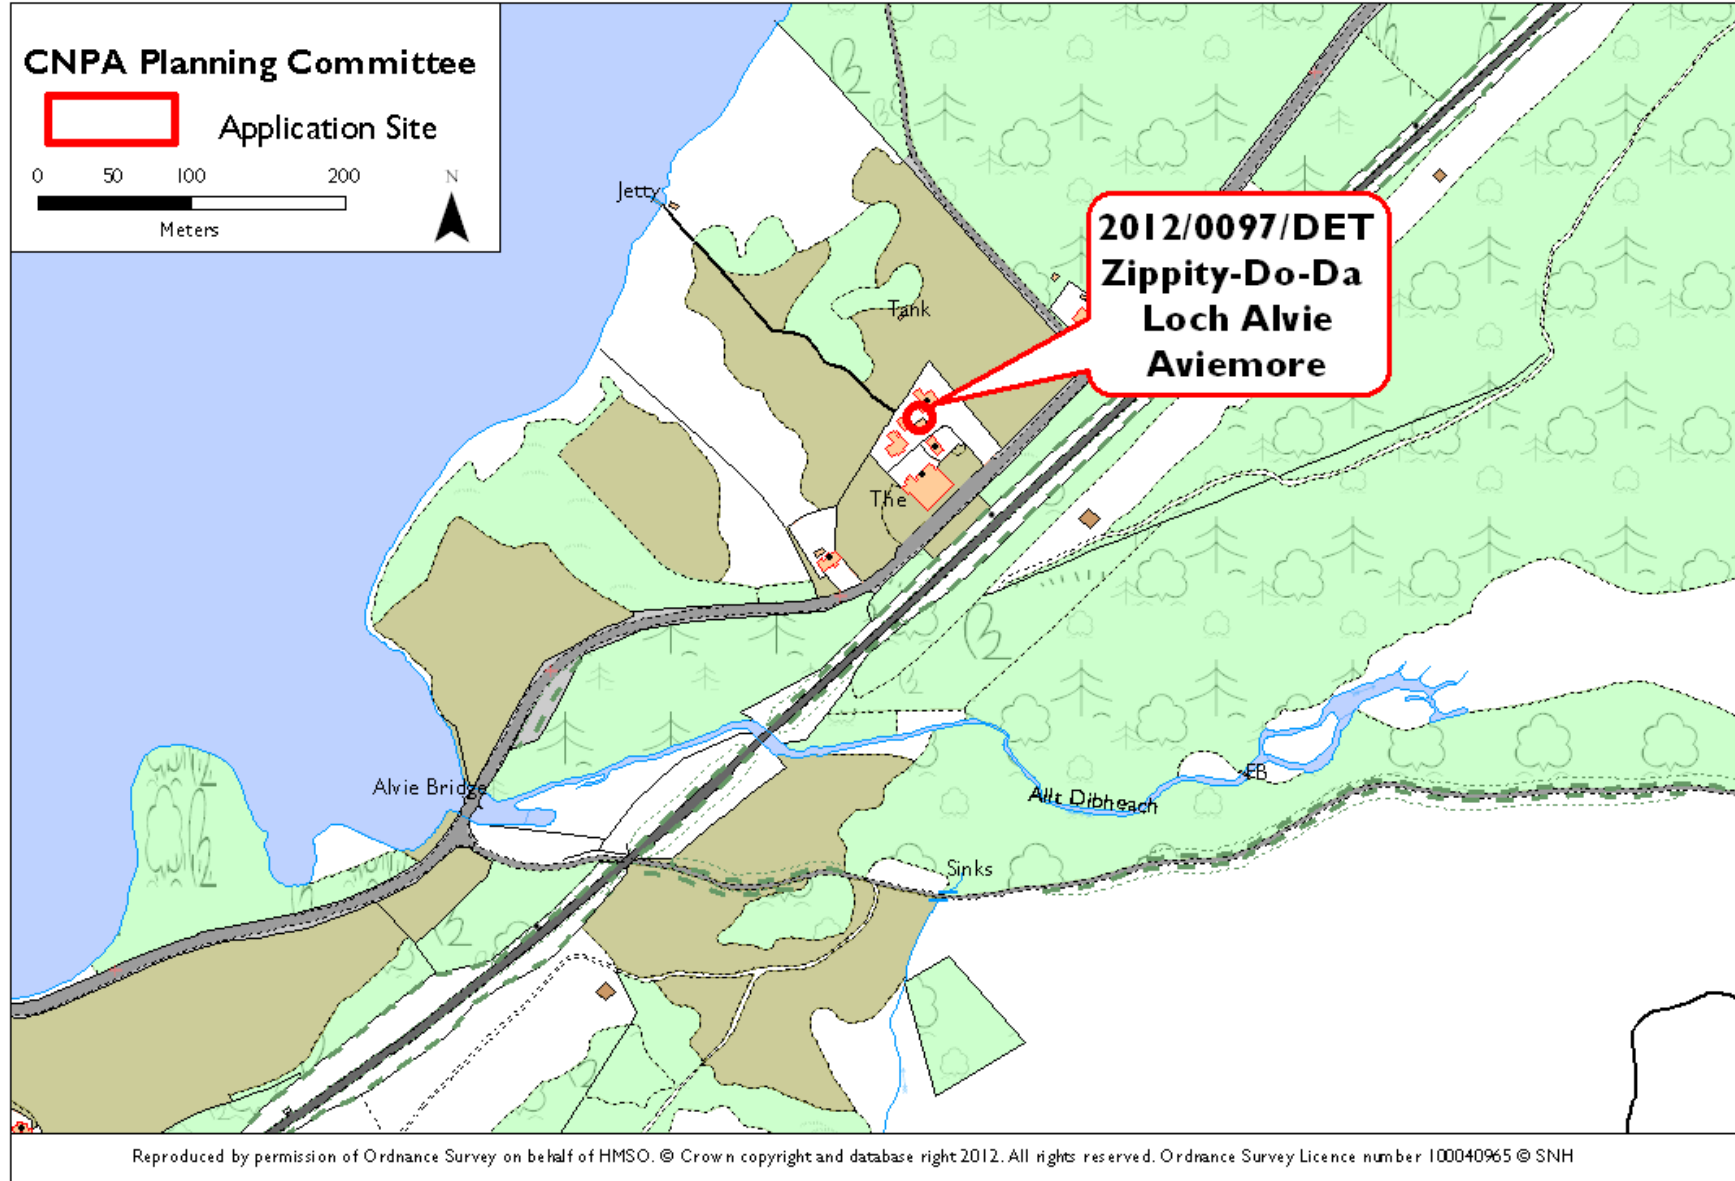 CNPA Planning Committee
Application Site
0 50 100 200
Meters
N
Jetty
2012/0097/DET
Zippity-Do-Da
Loch Alvie
Aviemore
Tank
The
Alvie Bridge
FB
Allt Dibheach
Sinks
Reproduced by permission of Ordnance Survey on behalf of HMSO. © Crown copyright and database right 2012. All rights reserved. Ordnance Survey Licence number 100040965 © SNH